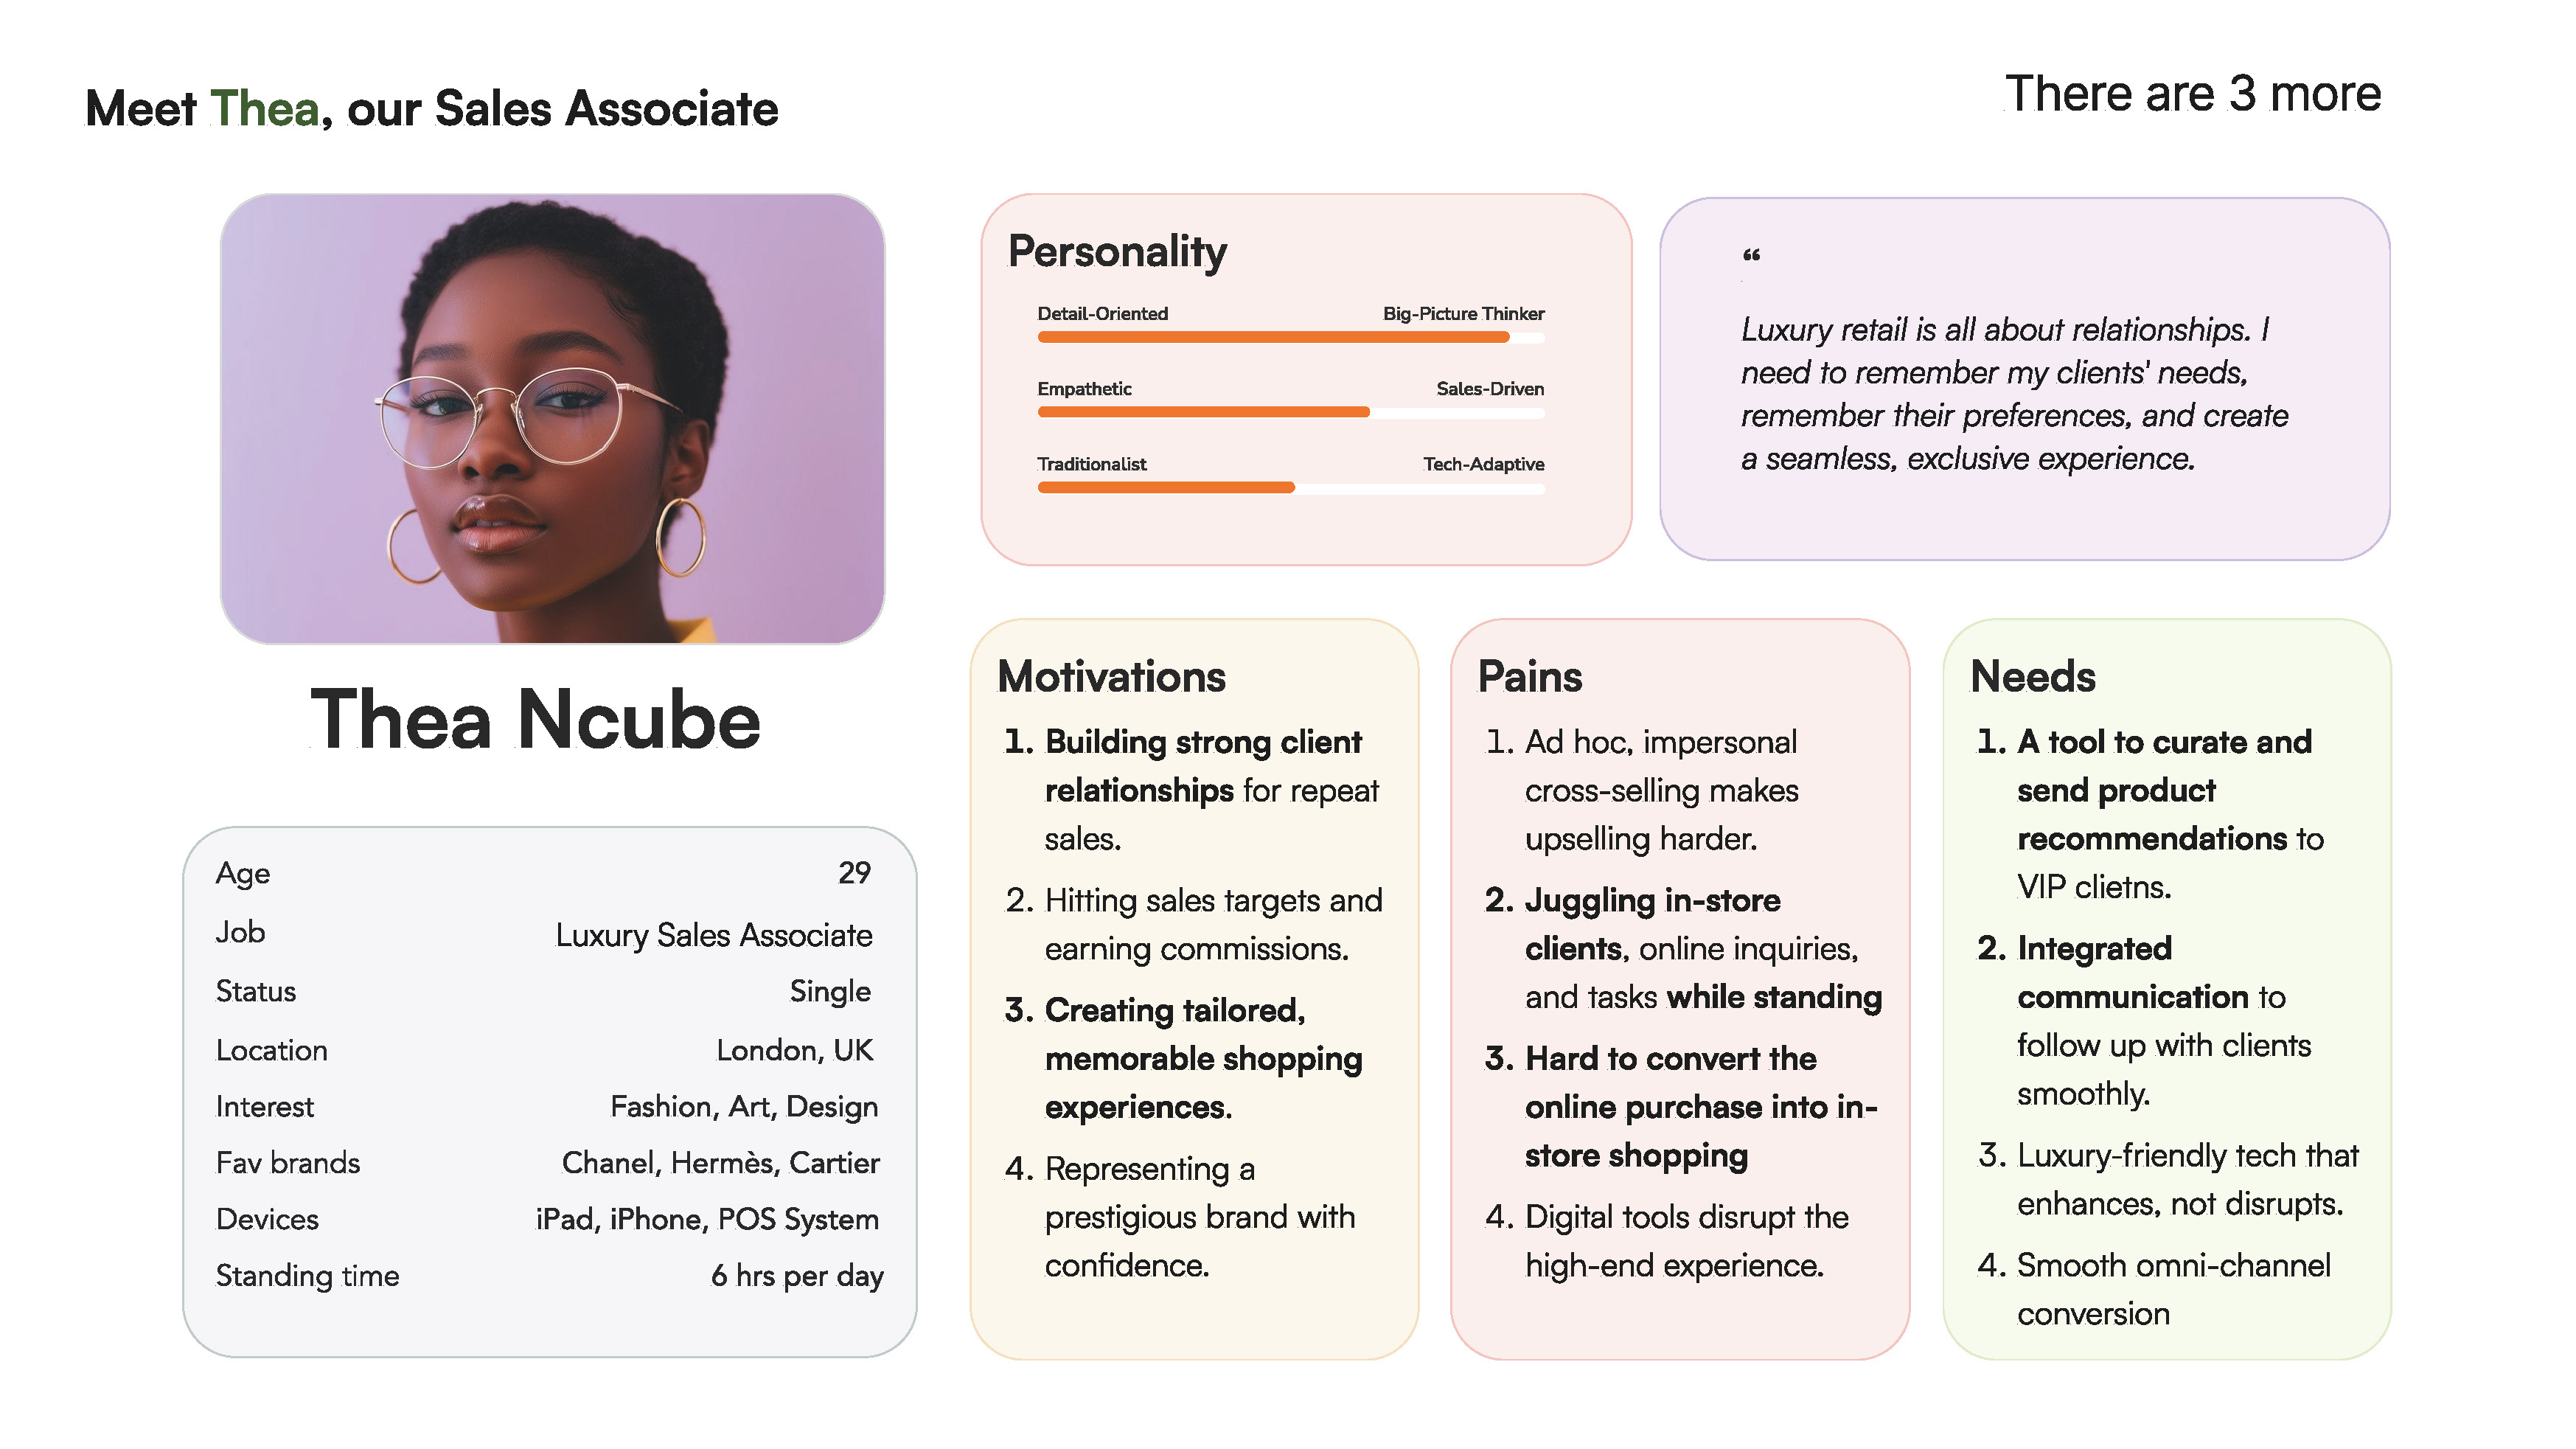 Meet Thea, our Sales Associate
There are 3 more
Thea Ncube
Age 29
Job Luxury Sales Associate
Status Single
Location London, UK
Interest Fashion, Art, Design
Fav brands Chanel, Hermès, Cartier
Devices iPad, iPhone, POS System
Standing time 6 hrs per day
Personality
Detail-Oriented Big-Picture Thinker
Empathetic Sales-Driven
Traditionalist Tech-Adaptive
“
Luxury retail is all about relationships. I
need to remember my clients' needs,
remember their preferences, and create
a seamless, exclusive experience.
Motivations
1. Building strong client
relationships for repeat
sales.
2. Hitting sales targets and
earning commissions.
3. Creating tailored,
memorable shopping
experiences.
4. Representing a
prestigious brand with
confidence.
Pains
1. Ad hoc, impersonal
cross-selling makes
upselling harder.
2. Juggling in-store
clients, online inquiries,
and tasks while standing
3. Hard to convert the
online purchase into in-
store shopping
4. Digital tools disrupt the
high-end experience.
Needs
1. A tool to curate and
send product
recommendations to
VIP clietns.
2. Integrated
communication to
follow up with clients
smoothly.
3. Luxury-friendly tech that
enhances, not disrupts.
4. Smooth omni-channel
conversion